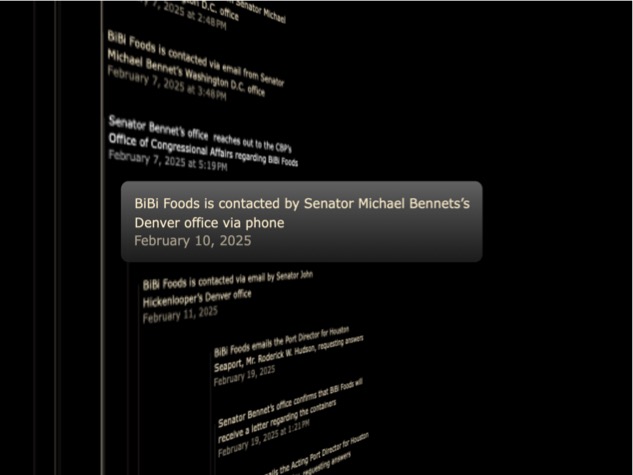 Senator Michael
D.C. office
7, 2025 at 2:48PM
BiBi Foods is contacted via email from Senator
Michael Bennet's Washington D.C. office
February 7, 2025 at 3:48PM
Senator Bennet's office reaches out to the CBP's
Office of Congressional Affairs regarding BiBi Foods
February 7, 2025 at 5:19PM
BiBi Foods is contacted by Senator Michael Bennets's
Denver office via phone
February 10, 2025
BiBi Foods is contacted via email by Senator John
Hickenlooper's Denver office
February 11, 2025
BiBi Foods emails the Port Director for Houston
Seaport, Mr. Roderick W. Hudson, requesting answers
February 19, 2025
Senator Bennet's office confirms that BiBi Foods will
receive a letter regarding the containers
February 19, 2025 at 1:21PM
the Acting Port Director for Houston
requesting answers